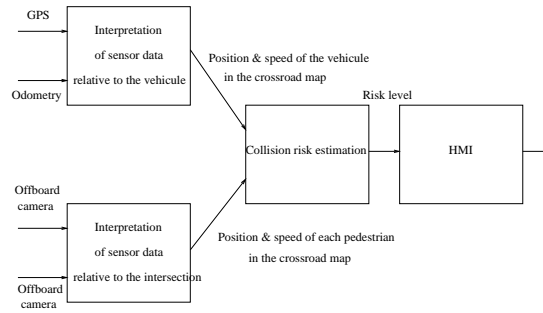 GPS
Interpretation
of sensor data
relative to the vehicule
Odometry
Position & speed of the vehicule
in the crossroad map
Risk level
Collision risk estimation
HMI
Offboard
camera
Interpretation
of sensor data
relative to the intersection
Offboard
camera
Position & speed of each pedestrian
in the crossroad map